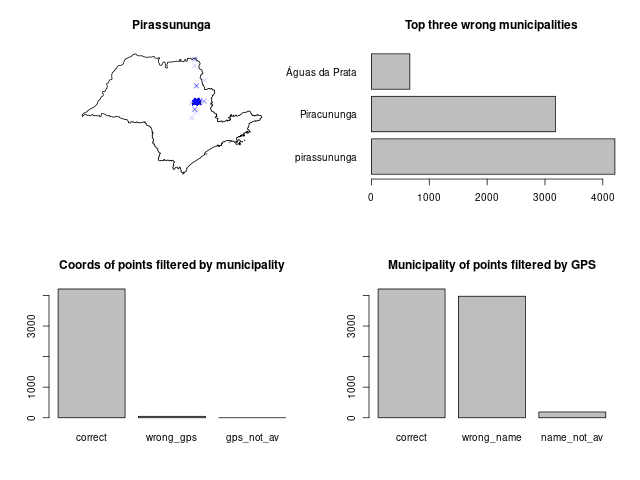 Pirassununga
Top three wrong municipalities
Águas da Prata
Piracununga
pirassununga
0 1000 2000 3000 4000
Coords of points filtered by municipality
0 1000 3000
correct wrong_gps gps_not_av
Municipality of points filtered by GPS
0 1000 3000
correct wrong_name name_not_av